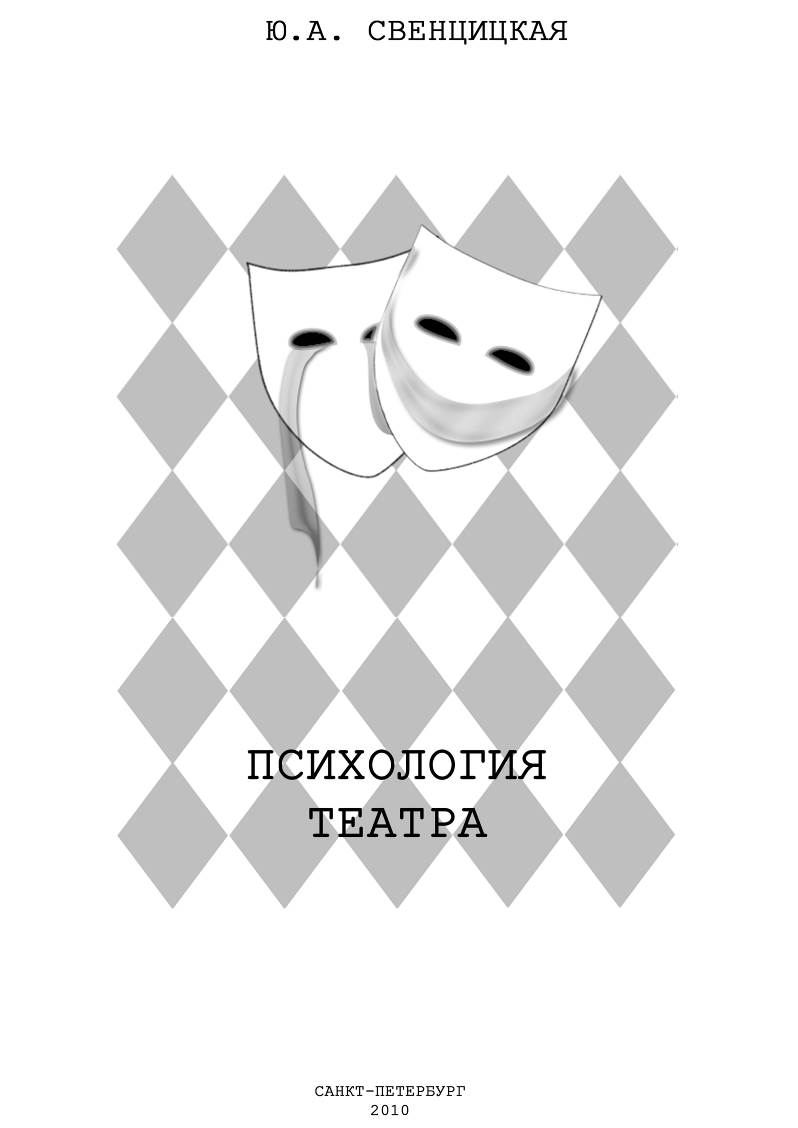 Ю.А. СВЕНЦИЦКАЯ
ПСИХОЛОГИЯ
ТЕАТРА
САНКТ-ПЕТЕРБУРГ
2010